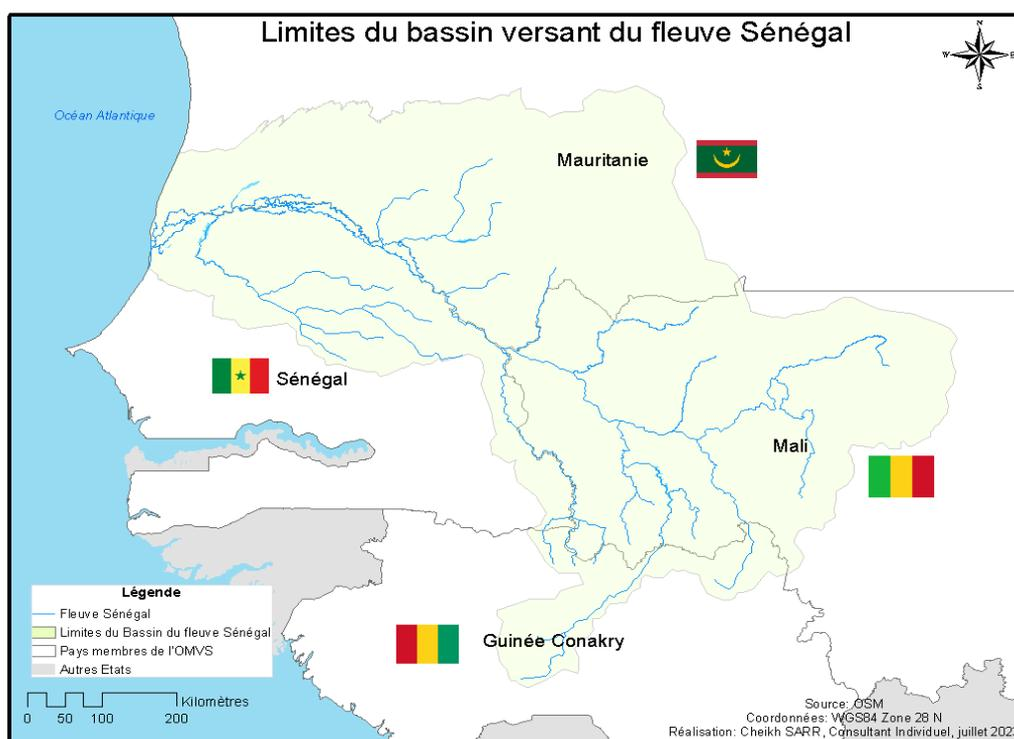 Limites du bassin versant du fleuve Sénégal
N
W
E
S
Océan Atlantique
Mauritanie
Sénégal
Mali
Guinée Conakry
Légende
Fleuve Sénégal
Limites du Bassin du fleuve Sénégal
Pays membres de l'OMVS
Autres Etats
Kilomètres
0 50 100 200
Source: OSM
Coordonnées: WGS84 Zone 28 N
Réalisation: Cheikh SARR, Consultant Individuel, juillet